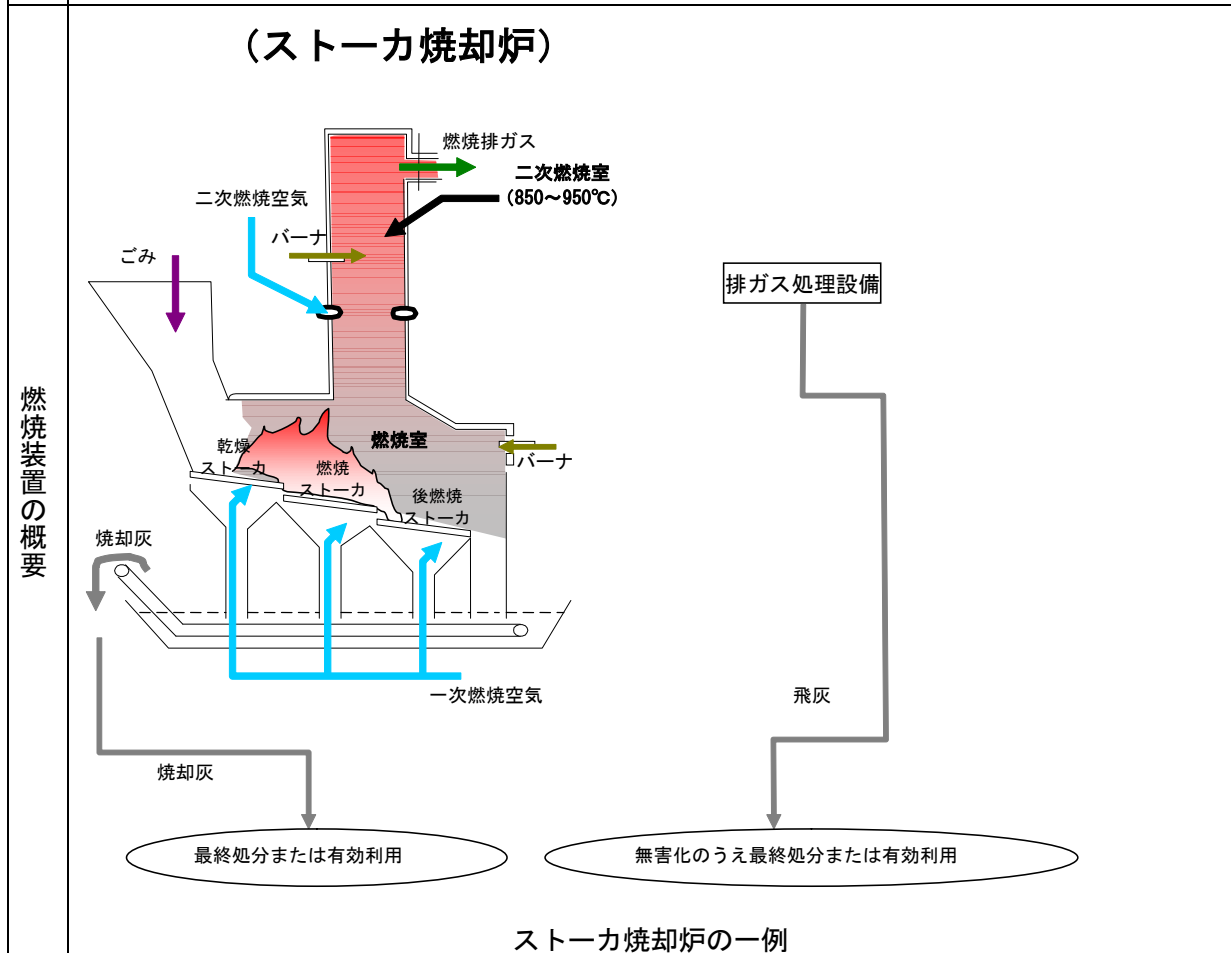 (ストーカ焼却炉)
燃焼排ガス
二次燃焼室
(850～950℃)
二次燃焼空気
バーナ
ごみ
排ガス処理設備
燃焼装置の概要
燃焼室
乾燥
ストーカ
燃焼
ストーカ
バーナ
後燃焼
ストーカ
焼却灰
一次燃焼空気
飛灰
焼却灰
最終処分または有効利用
無害化のうえ最終処分または有効利用
ストーカ焼却炉の一例